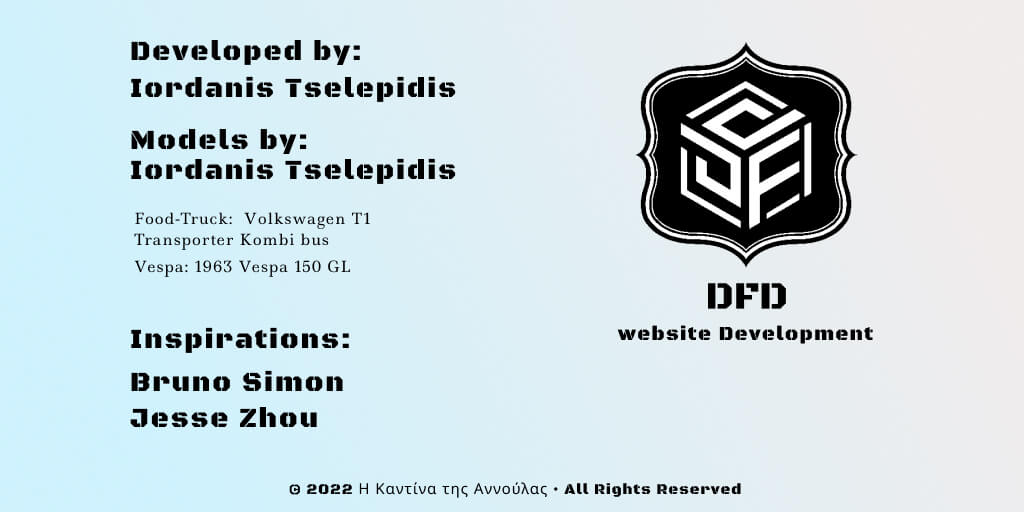 Developed by:
Iordanis Tselepidis
Models by:
Iordanis Tselepidis
Food-Truck: Volkswagen T1
Transporter Kombi bus
Vespa: 1963 Vespa 150 GL
Inspirations:
Bruno Simon
Jesse Zhou
DFD
website Development
© 2022 Η Καντίνα της Αννούλας • All Rights Reserved